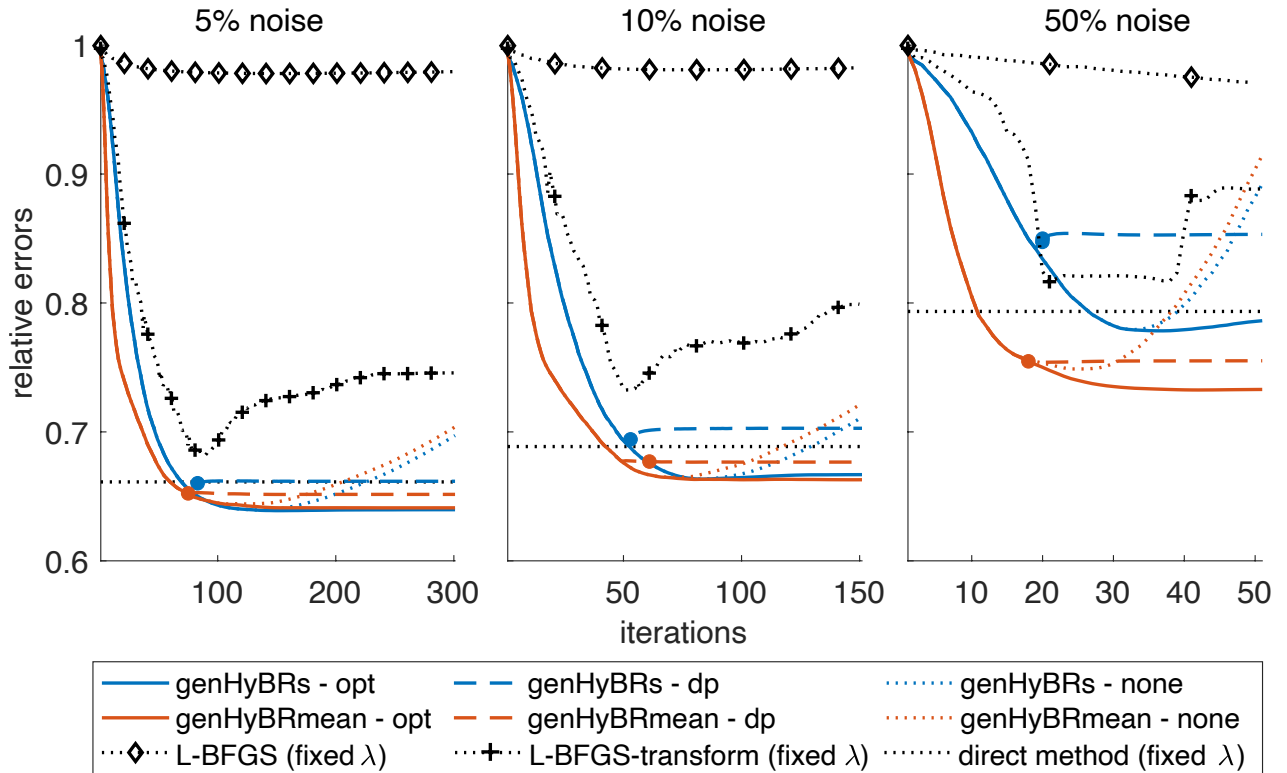 5% noise
10% noise
50% noise
relative errors
1
0.9
0.8
0.7
0.6
100
200
300
50
100
150
10
20
30
40
50
iterations
genHyBRs - opt
genHyBRs - dp
genHyBRs - none
genHyBRmean - opt
genHyBRmean - dp
genHyBRmean - none
L-BFGS (fixed λ)
L-BFGS-transform (fixed λ)
direct method (fixed λ)